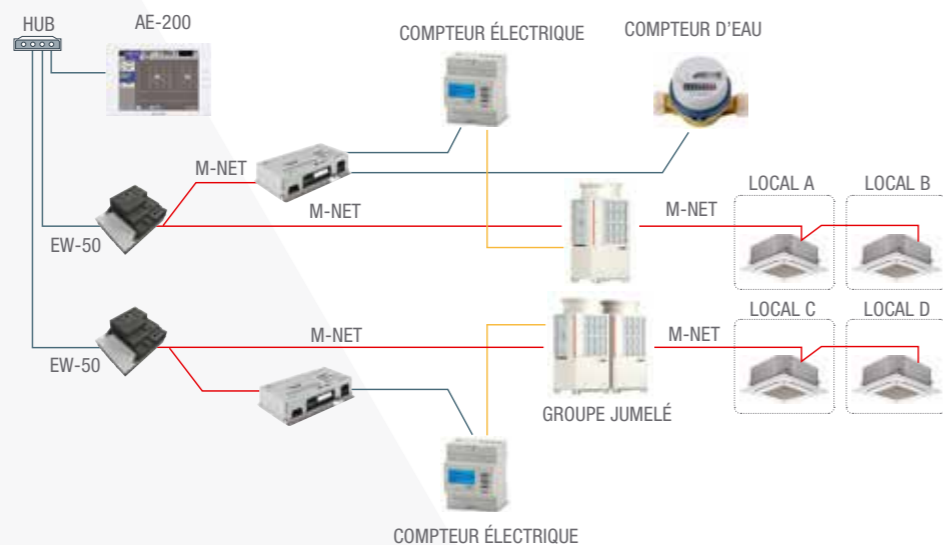 HUB
AE-200
COMPTEUR ÉLECTRIQUE
COMPTEUR D'EAU
M-NET
M-NET
M-NET
LOCAL A
LOCAL B
EW-50
M-NET
M-NET
LOCAL C
LOCAL D
EW-50
GROUPE JUMELÉ
COMPTEUR ÉLECTRIQUE